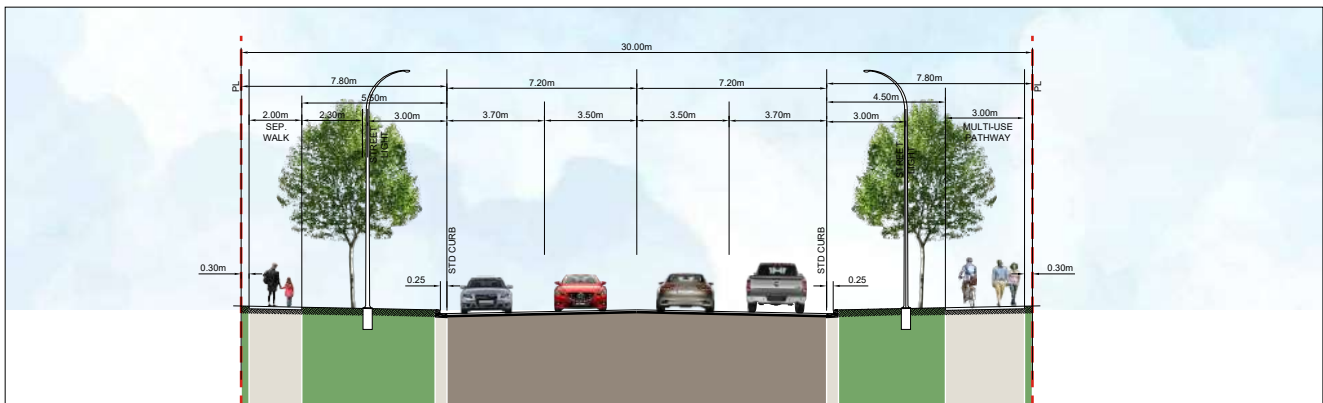 30.00m
PL
7.80m
7.20m
7.20m
7.80m
PL
5.50m
4.50m
2.00m
2.30m
3.00m
3.70m
3.50m
3.50m
3.70m
3.00m
3.00m
SEP.
WALK
STREET
LIGHT
STREET
LIGHT
MULTI-USE
PATHWAY
STD CURB
STD CURB
0.30m
0.25
0.25
0.30m